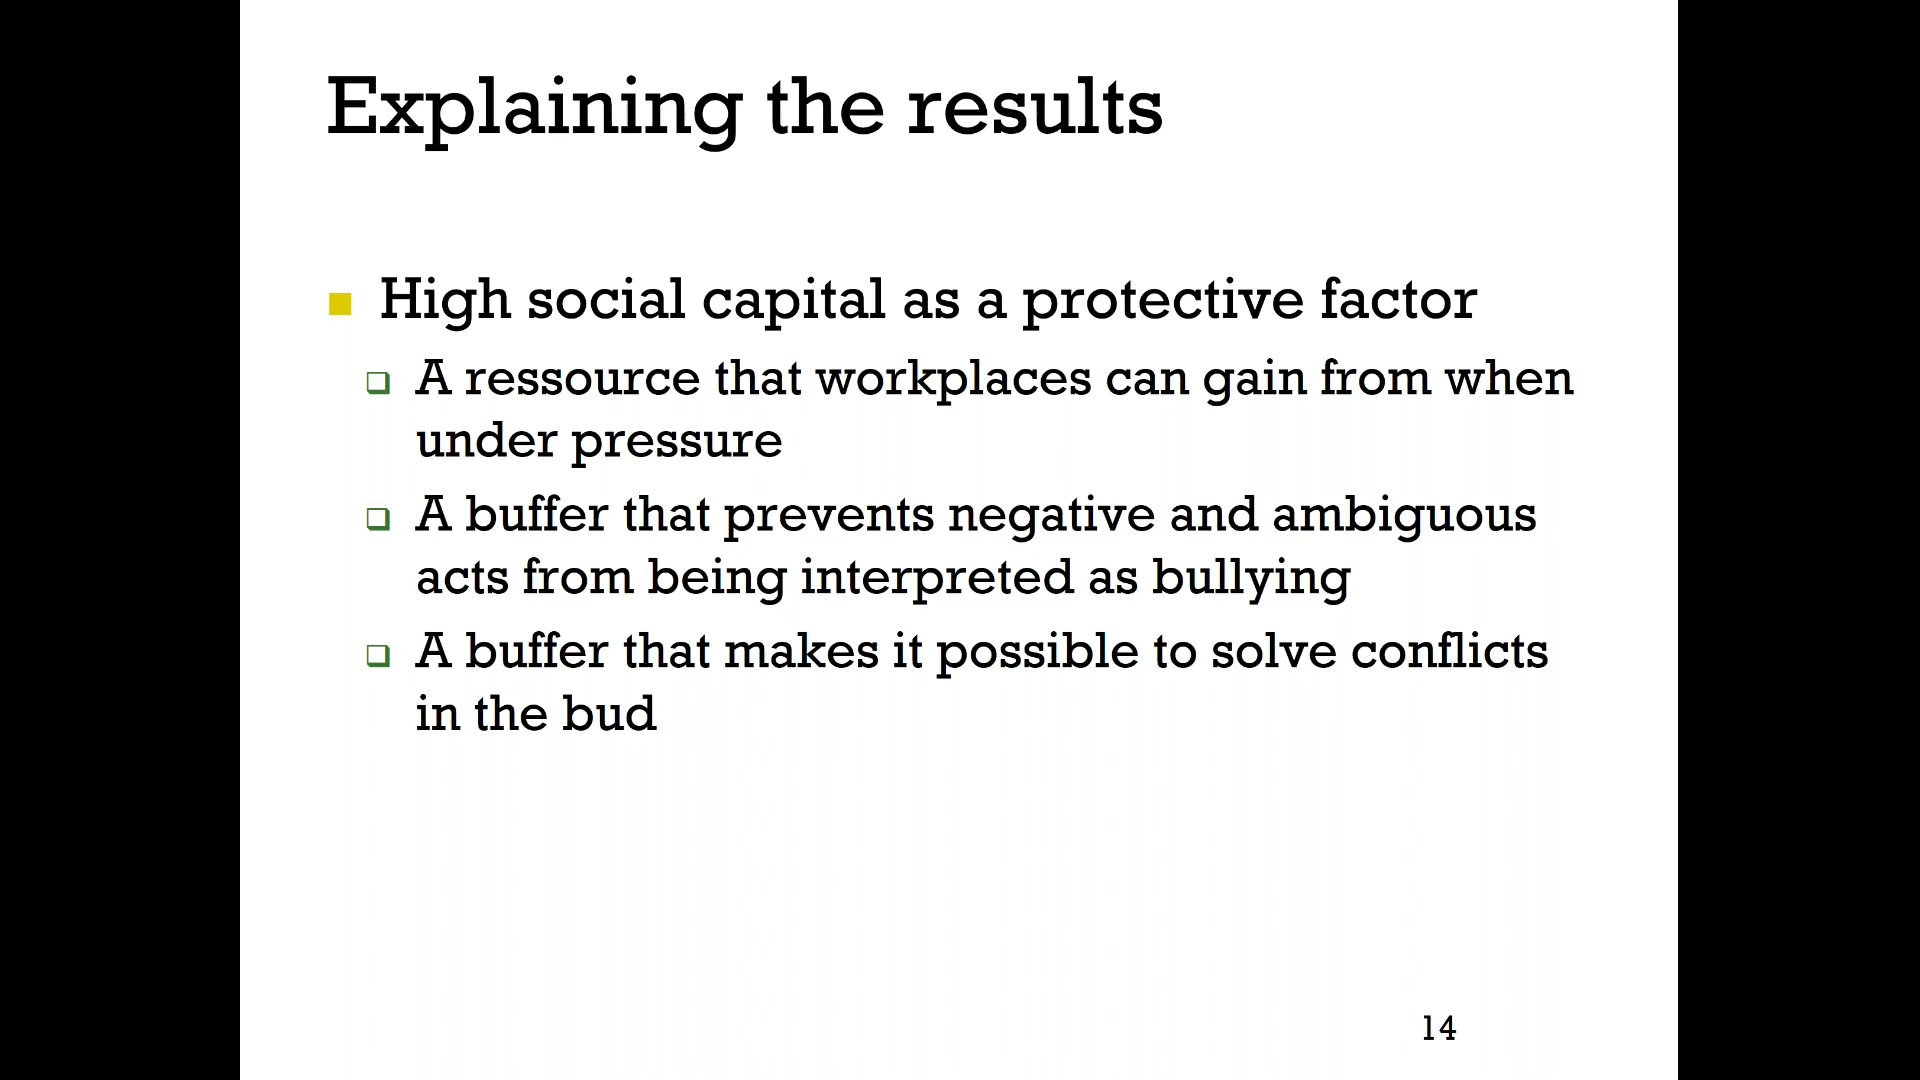 Explaining the results
High social capital as a protective factor
A ressource that workplaces can gain from when
under pressure
A buffer that prevents negative and ambiguous
acts from being interpreted as bullying
A buffer that makes it possible to solve conflicts
in the bud
14